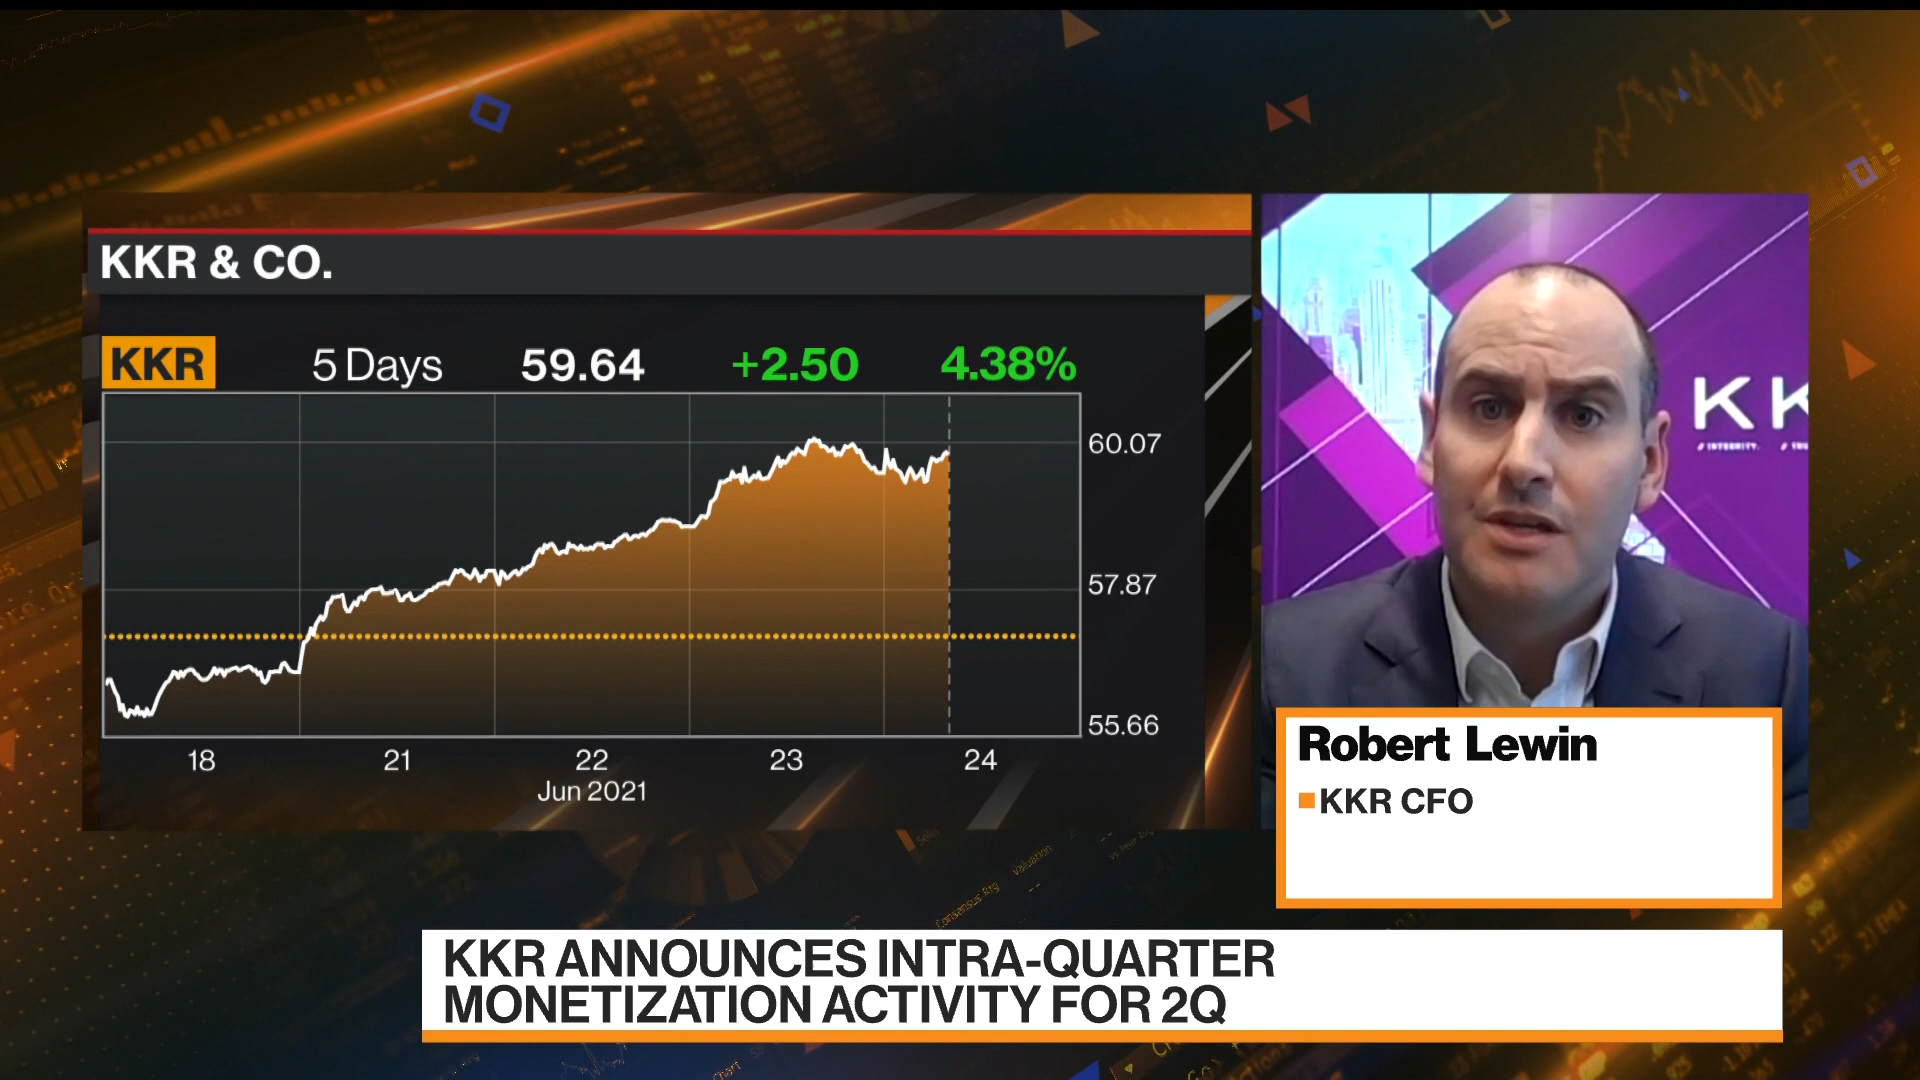 KKR & CO.
KKR 5 Days 59.64 +2.50 4.38%
60.07
57.87
55.66
18 21 22 23 24
Jun 2021
KK
INTEGRITY.
Robert Lewin
KKR CFO
KKR ANNOUNCES INTRA-QUARTER
MONETIZATION ACTIVITY FOR 2Q